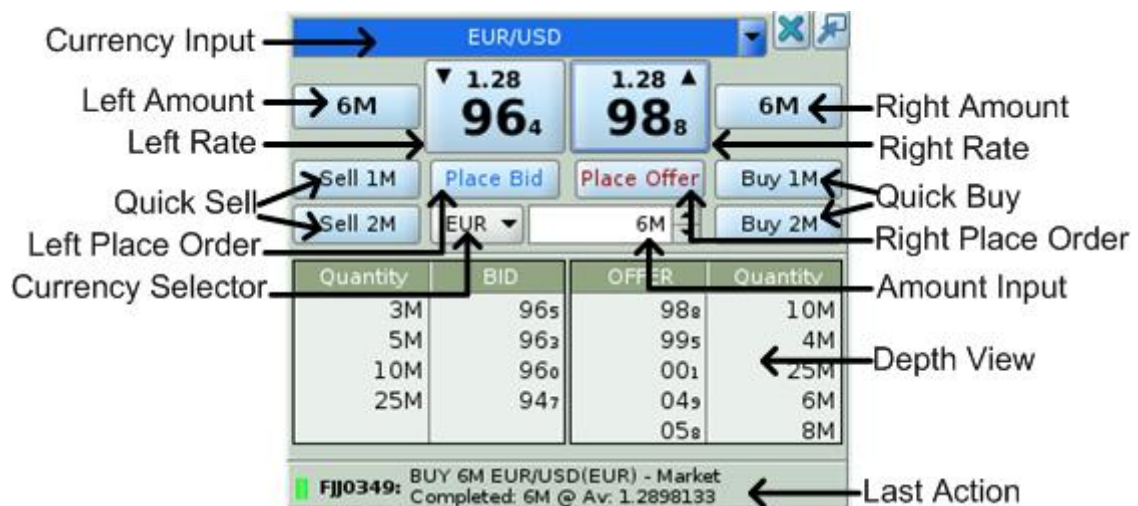 Currency Input
EUR/USD
Left Amount
6M
1.28
964
1.28
988
6M
Right Amount
Left Rate
Right Rate
Quick Sell
Sell 1M
Place Bid
Place Offer
Buy 1M
Quick Buy
Sell 2M
EUR
6M
Buy 2M
Left Place Order
Right Place Order
Currency Selector
Amount Input
Quantity BID OFFER Quantity
3M 965 988 10M
5M 963 995 4M
Depth View
10M 960 001 25M
25M 947 049 6M
058 8M
FJJ0349: BUY 6M EUR/USD(EUR) - Market
Completed: 6M @ Av: 1.2898133
Last Action